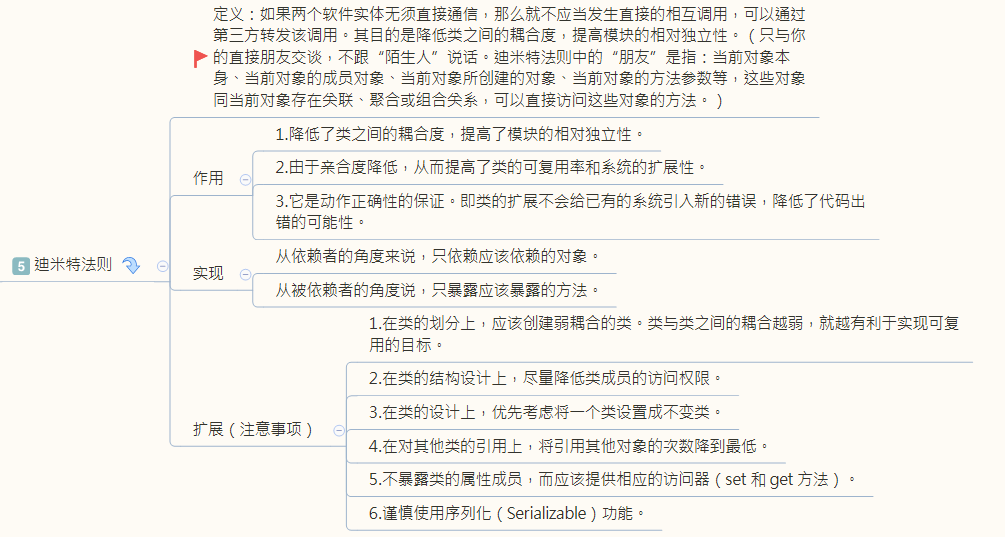 定义：如果两个软件实体无须直接通信，那么就不应当发生直接的相互调用，可以通过
第三方转发该调用。其目的是降低类之间的耦合度，提高模块的相对独立性。（只与你
的直接朋友交谈，不跟“陌生人”说话。迪米特法则中的“朋友”是指：当前对象本
身、当前对象的成员对象、当前对象所创建的对象、当前对象的方法参数等，这些对象
同当前对象存在关联、聚合或组合关系，可以直接访问这些对象的方法。）
5 迪米特法则
作用
1.降低了类之间的耦合度，提高了模块的相对独立性。
2.由于亲合度降低，从而提高了类的可复用率和系统的扩展性。
3.它是动作正确性的保证。即类的扩展不会给已有的系统引入新的错误，降低了代码出
错的可能性。
实现
从依赖者的角度来说，只依赖应该依赖的对象。
从被依赖者的角度说，只暴露应该暴露的方法。
扩展（注意事项）
1.在类的划分上，应该创建弱耦合的类。类与类之间的耦合越弱，就越有利于实现可复
用的目标。
2.在类的结构设计上，尽量降低类成员的访问权限。
3.在类的设计上，优先考虑将一个类设置成不变类。
4.在对其他类的引用上，将引用其他对象的次数降到最低。
5.不暴露类的属性成员，而应该提供相应的访问器（set 和 get 方法）。
6.谨慎使用序列化（Serializable）功能。